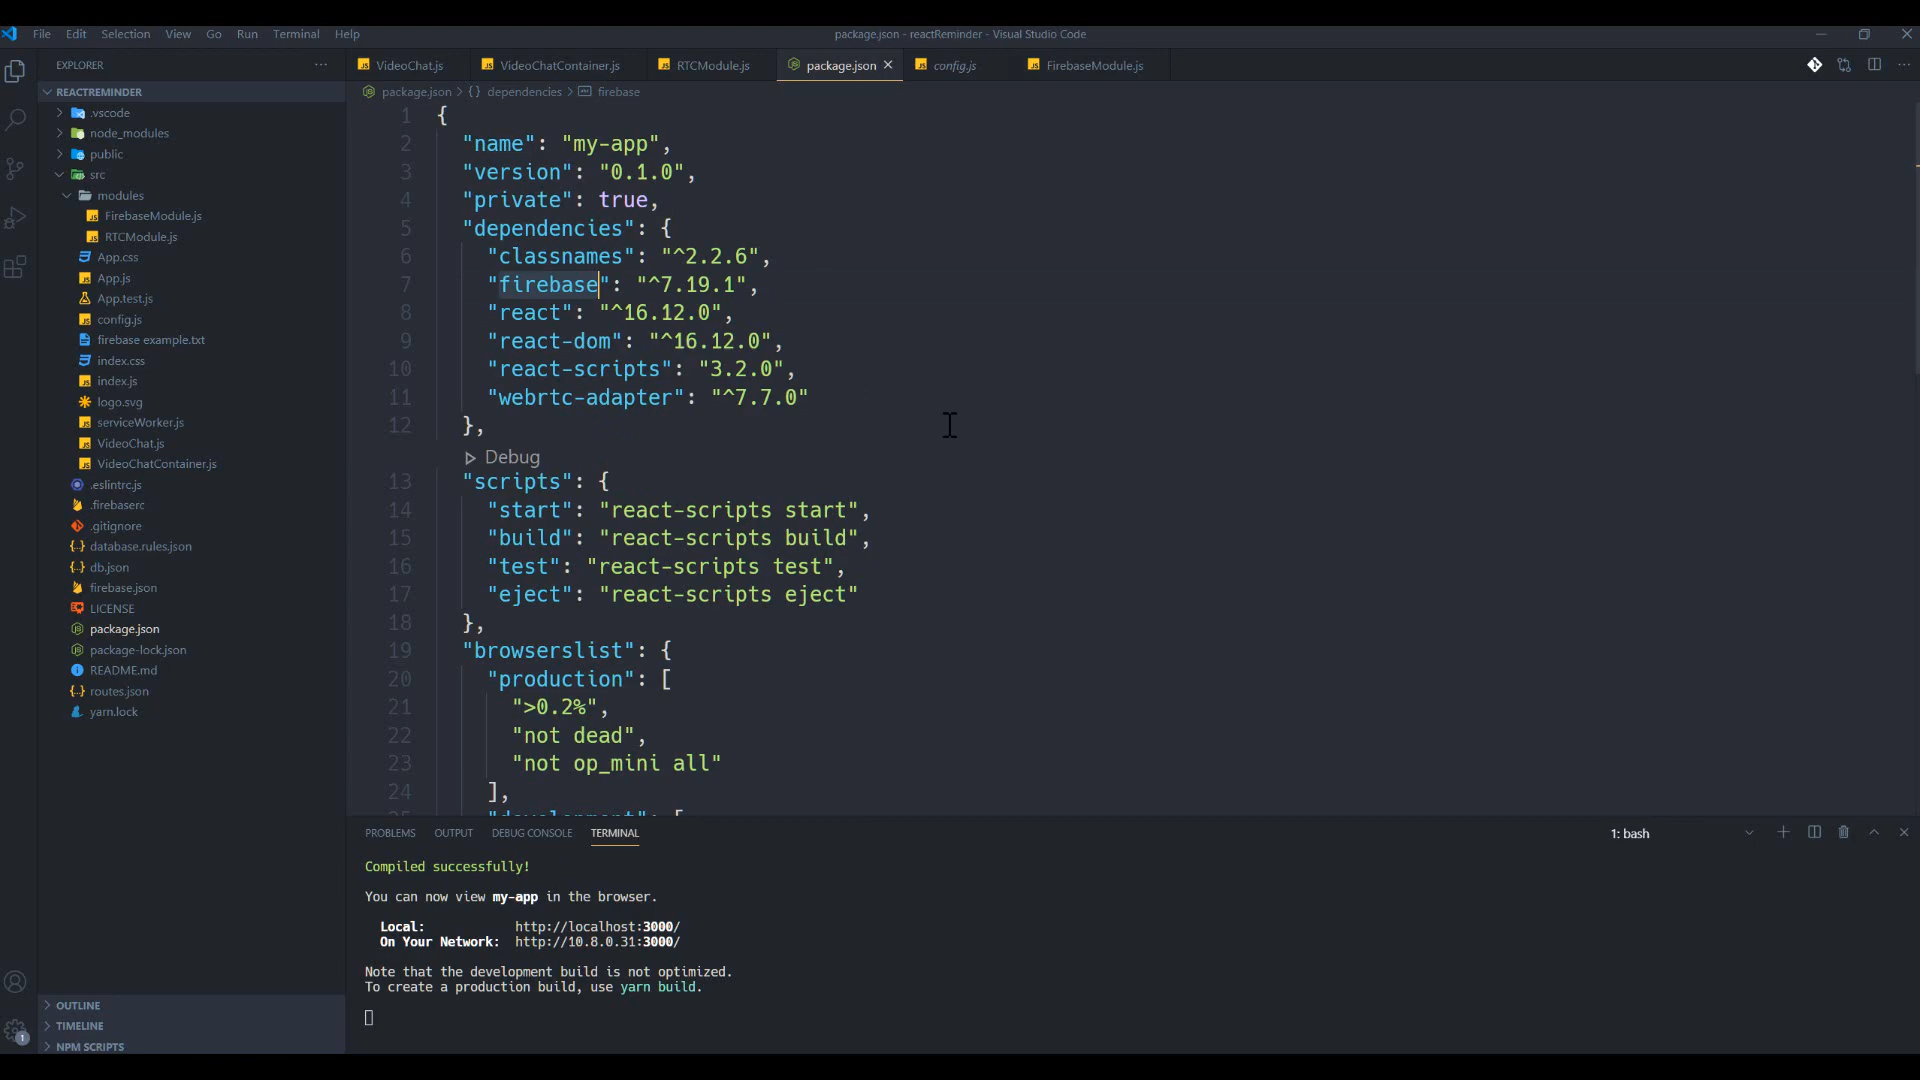 File Edit Selection View Go Run Terminal Help package.json - reactReminder - Visual Studio Code
EXPLORER
VideoChat.js VideoChatContainer.js RTCModule.js package.json config.js FirebaseModule.js
REACTREMINDER
package.json > {} dependencies > firebase
.vscode
node_modules
public
src
modules
FirebaseModule.js
RTCModule.js
App.css
App.js
App.test.js
config.js
firebase example.txt
index.css
index.js
logo.svg
serviceWorker.js
VideoChat.js
VideoChatContainer.js
.eslintrc.js
.firebaserc
.gitignore
database.rules.json
db.json
firebase.json
LICENSE
package.json
package-lock.json
README.md
routes.json
yarn.lock
OUTLINE
TIMELINE
NPM SCRIPTS
1
1 {
2 "name": "my-app",
3 "version": "0.1.0",
4 "private": true,
5 "dependencies": {
6 "classnames": "^2.2.6",
7 "firebase": "^7.19.1",
8 "react": "^16.12.0",
9 "react-dom": "^16.12.0",
10 "react-scripts": "3.2.0",
11 "webrtc-adapter": "^7.7.0"
12 },
Debug
13 "scripts": {
14 "start": "react-scripts start",
15 "build": "react-scripts build",
16 "test": "react-scripts test",
17 "eject": "react-scripts eject"
18 },
19 "browserslist": {
20 "production": [
21 ">0.2%",
22 "not dead",
23 "not op_mini all"
24 ],
25 "development": [
PROBLEMS OUTPUT DEBUG CONSOLE TERMINAL 1: bash
Compiled successfully!
You can now view my-app in the browser.
Local: http://localhost:3000/
On Your Network: http://10.8.0.31:3000/
Note that the development build is not optimized.
To create a production build, use yarn build.